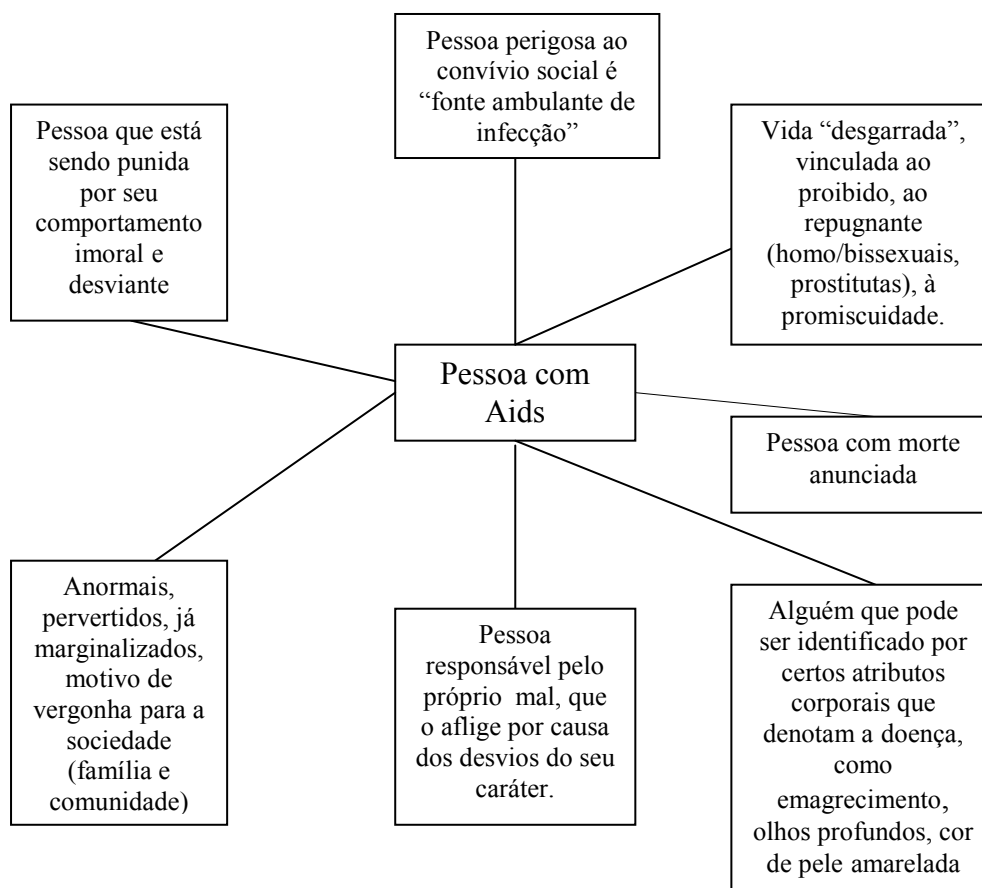 Pessoa perigosa ao
convívio social é
“fonte ambulante de
infecção”
Pessoa que está
sendo punida
por seu
comportamento
imoral e
desviante
Vida “desgarrada”,
vinculada ao
proibido, ao
repugnante
(homo/bissexuais,
prostitutas), à
promiscuidade.
Pessoa com
Aids
Pessoa com morte
anunciada
Anormais,
pervertidos, já
marginalizados,
motivo de
vergonha para a
sociedade
(família e
comunidade)
Pessoa
responsável pelo
próprio mal, que
o aflige por causa
dos desvios do seu
caráter.
Alguém que pode
ser identificado por
certos atributos
corporais que
denotam a doença,
como
emagrecimento,
olhos profundos, cor
de pele amarelada